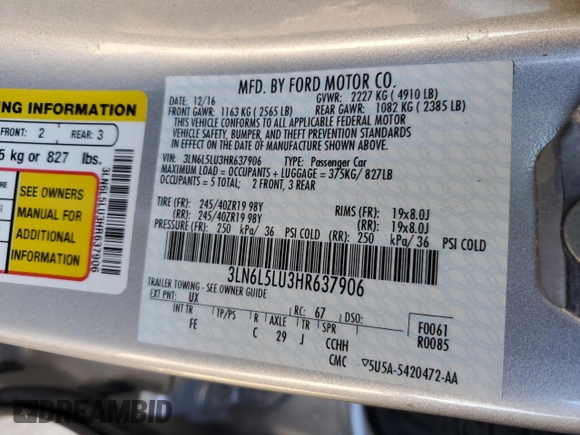 NG INFORMATION
FRONT: 2 REAR: 3
5 kg or 827 lbs.
SEE OWNERS
MANUAL FOR
ADDITIONAL
INFORMATION
3LN6L5LU3HR637906
MFD. BY FORD MOTOR CO.
DATE: 12/16 GVWR: 2227 KG ( 4910 LB)
FRONT GAWR: 1163 KG ( 2565 LB) REAR GAWR: 1082 KG ( 2385 LB)
THIS VEHICLE CONFORMS TO ALL APPLICABLE FEDERAL MOTOR
VEHICLE SAFETY, BUMPER, AND THEFT PREVENTION STANDARDS
IN EFFECT ON THE DATE OF MANUFACTURE SHOWN ABOVE.
VIN: 3LN6L5LU3HR637906 TYPE: Passenger Car
MAXIMUM LOAD = OCCUPANTS + LUGGAGE = 375KG/ 827LB
OCCUPANTS = 5 TOTAL; 2 FRONT, 3 REAR
TIRE (FR): 245/40ZR19 98Y RIMS (FR): 19x8.0J
(RR): 245/40ZR19 98Y (RR): 19x8.0J
PRESSURE (FR): 250 kPa/ 36 PSI COLD (RR): 250 kPa/ 36 PSI COLD
3LN6L5LU3HR637906
TRAILER TOWING - SEE OWNER GUIDE
EXT PNT: UX RC: 67 DSO: F0061
INT TR TP/PS R AXLE TR SPR R0085
FE C 29 J CCHH
CMC 5U5A-5420472-AA
DREAMBID